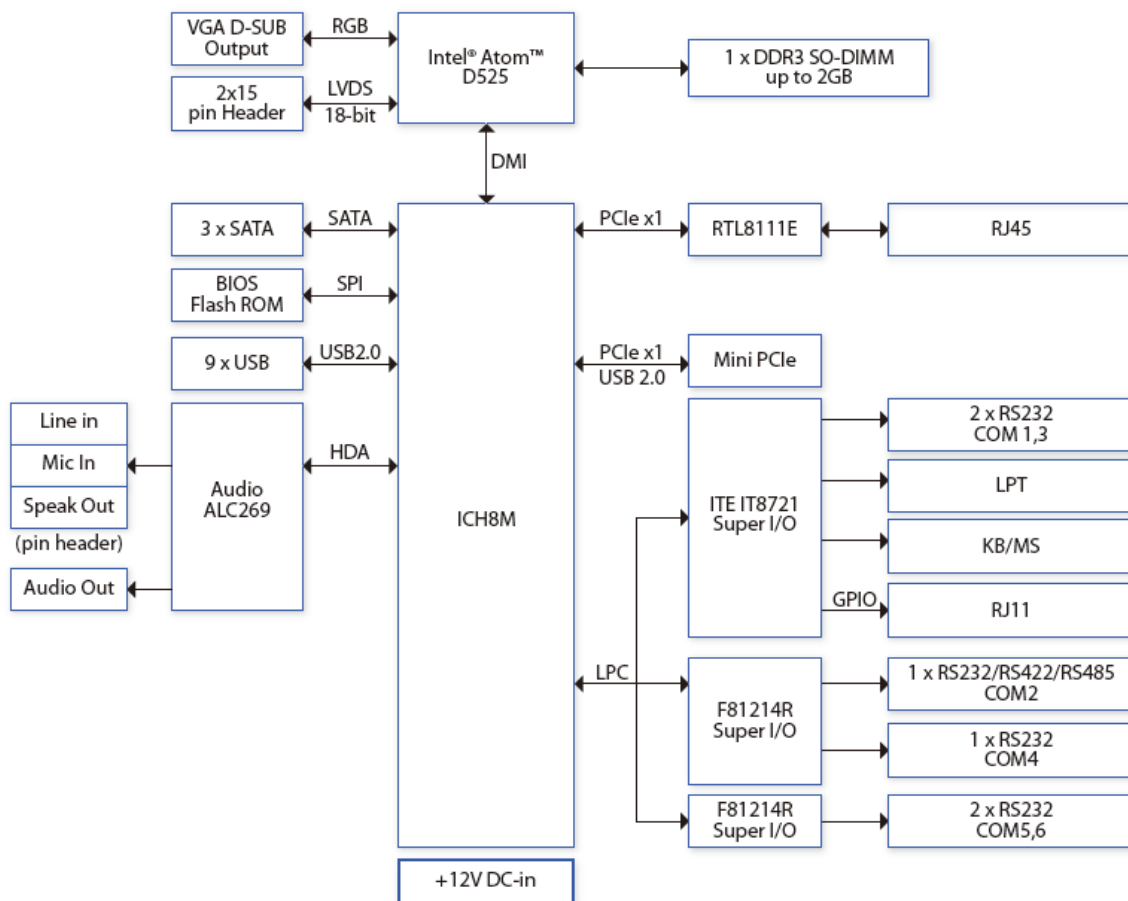 VGA D-SUB
Output
RGB
Intel® Atom™
D525
1 x DDR3 SO-DIMM
up to 2GB
2x15
pin Header
LVDS
18-bit
DMI
3 x SATA
SATA
PCIe x1
RTL8111E
RJ45
BIOS
Flash ROM
SPI
9 x USB
USB2.0
PCIe x1
USB 2.0
Mini PCIe
Line in
Mic In
Speak Out
(pin header)
Audio Out
Audio
ALC269
HDA
ICH8M
LPC
ITE IT8721
Super I/O
2 x RS232
COM 1,3
LPT
KB/MS
GPIO
RJ11
F81214R
Super I/O
1 x RS232/RS422/RS485
COM2
1 x RS232
COM4
F81214R
Super I/O
2 x RS232
COM5,6
+12V DC-in